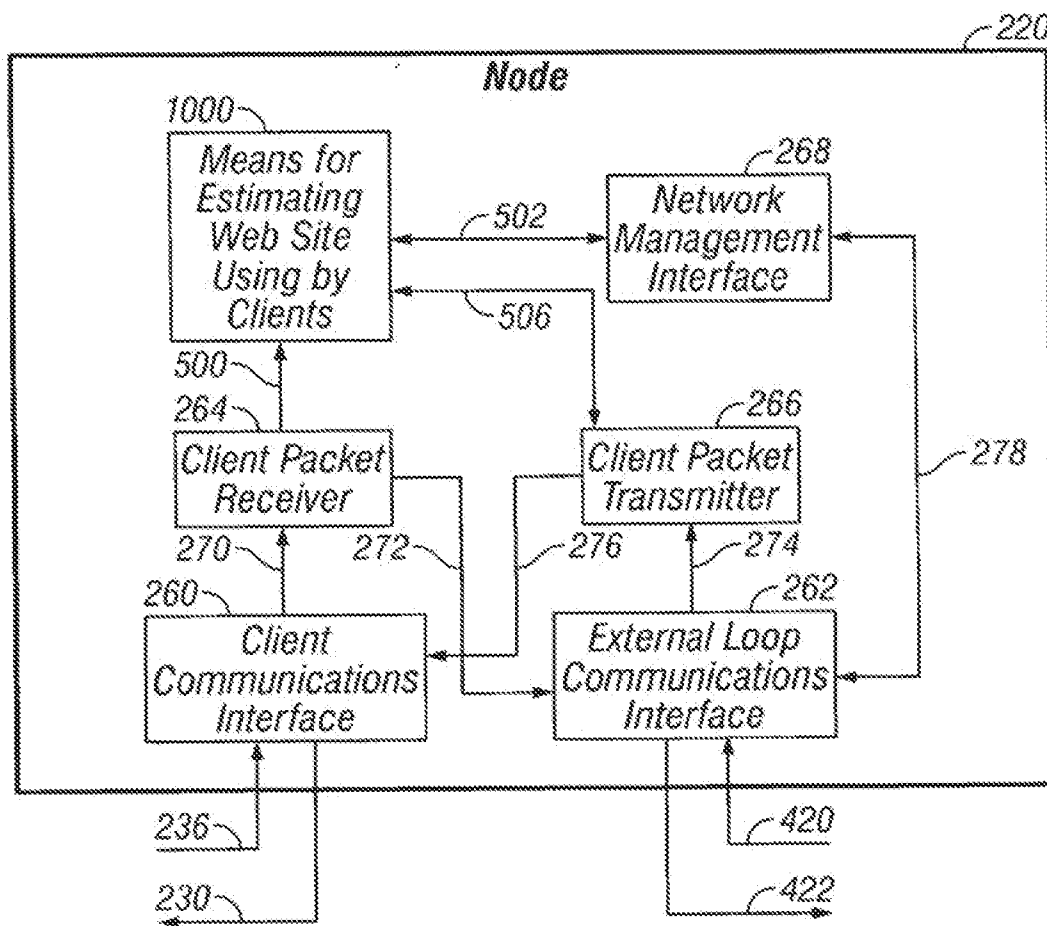 220
Node
1000
Means for
Estimating
Web Site
Using by
Clients
268
Network
Management
Interface
502
506
500
264
Client Packet
Receiver
266
Client Packet
Transmitter
278
270
272
276
274
260
Client
Communications
Interface
262
External Loop
Communications
Interface
236
420
230
422